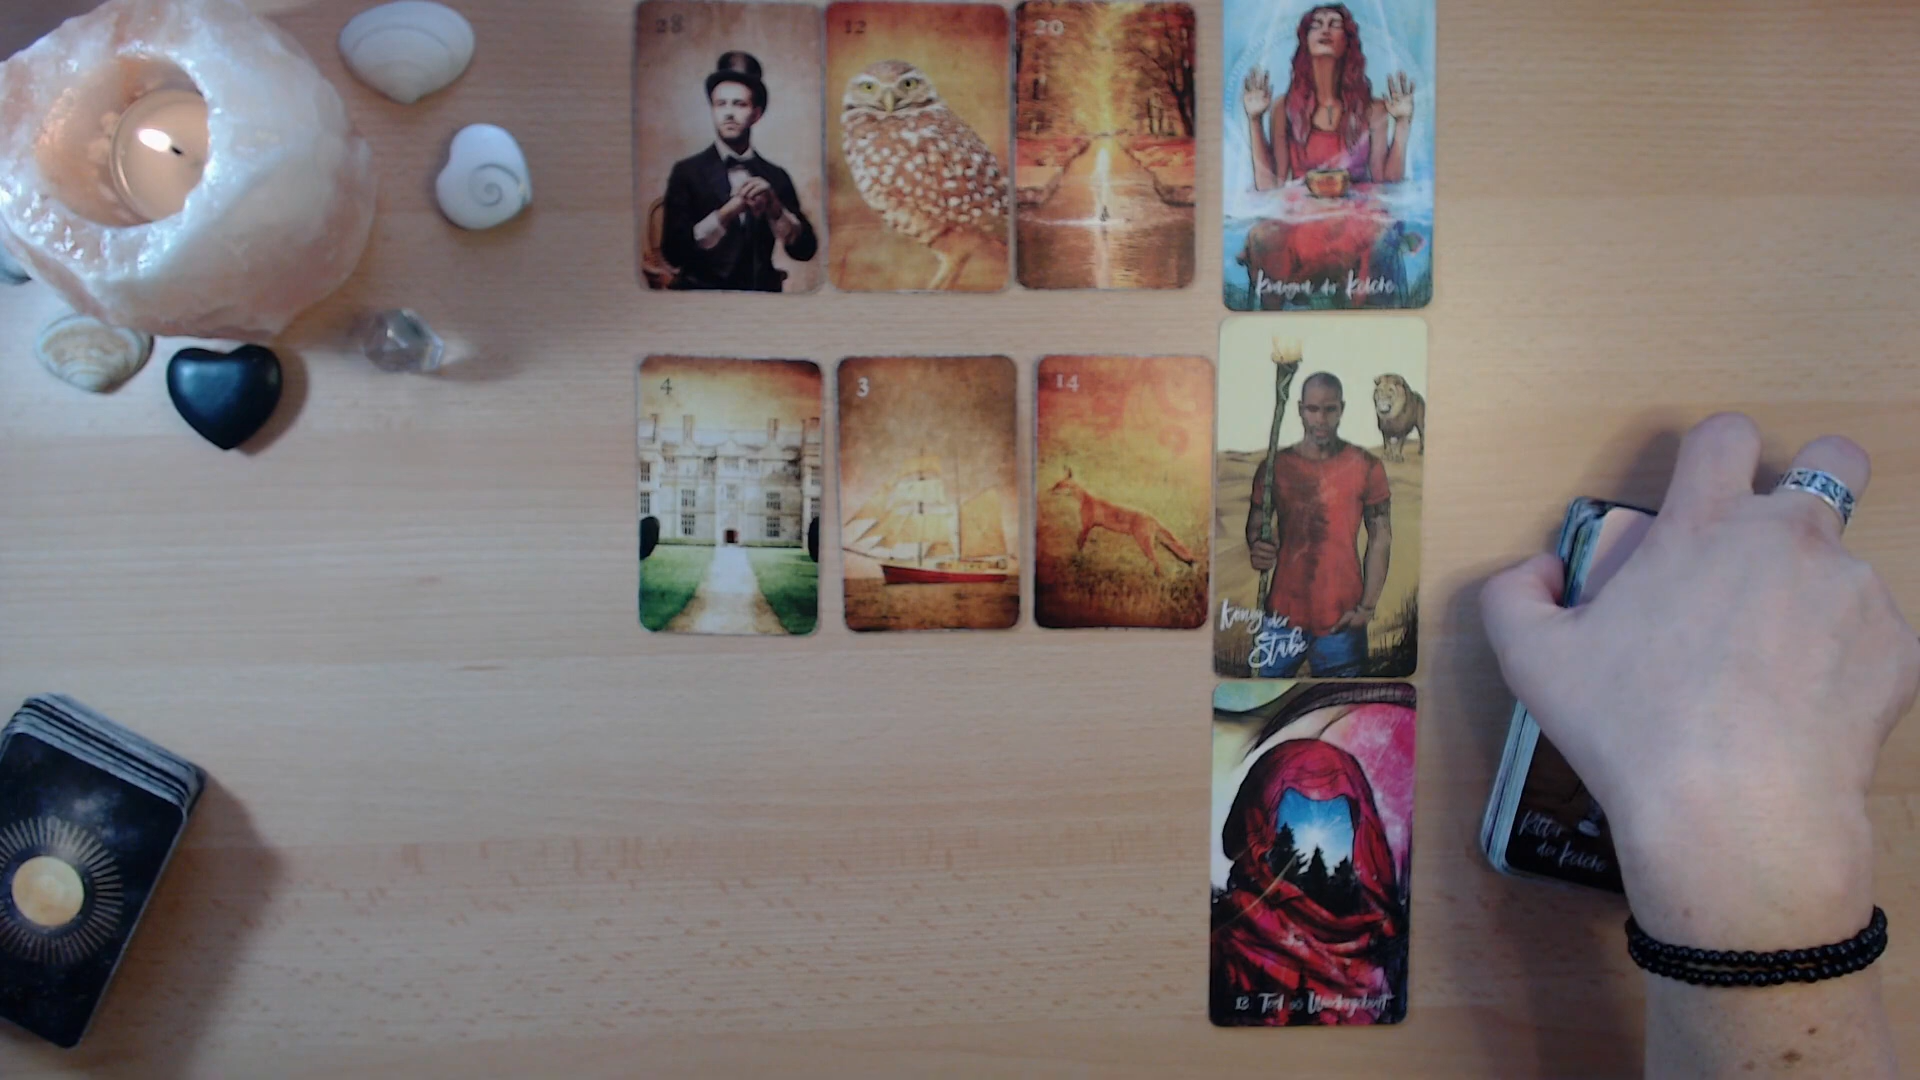 28
12
20
Königin der Kelche
4
3
14
König der
Stäbe
13 Tod & Wiedergeburt
Ritter
der Kelche